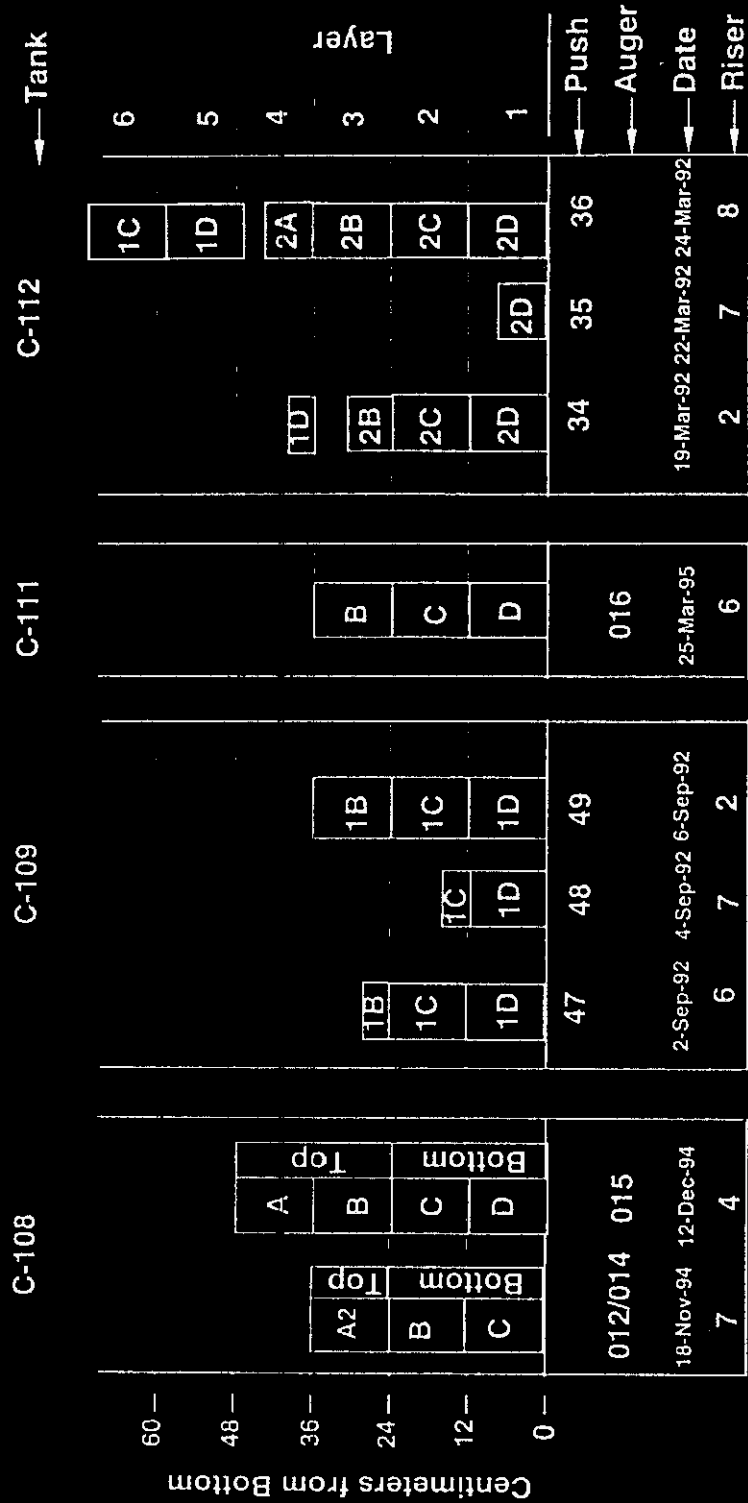 C-108 C-109 C-111 C-112 Tank
Centimeters from Bottom
60
48
36
24
12
0
A2
B
C
Top
Bottom
A
B
C
D
Top
Bottom
1B
1C
1D
1C
1D
1B
1C
1D
B
C
D
1D
2B
2C
2D
2D
1C
1D
2A
2B
2C
2D
6
5
4
3
2
1
Layer
47 48 49 34 35 36 Push
012/014 015 016 Auger
18-Nov-94 12-Dec-94 2-Sep-92 4-Sep-92 6-Sep-92 25-Mar-95 19-Mar-92 22-Mar-92 24-Mar-92 Date
7 4 6 7 2 6 2 7 8 Riser